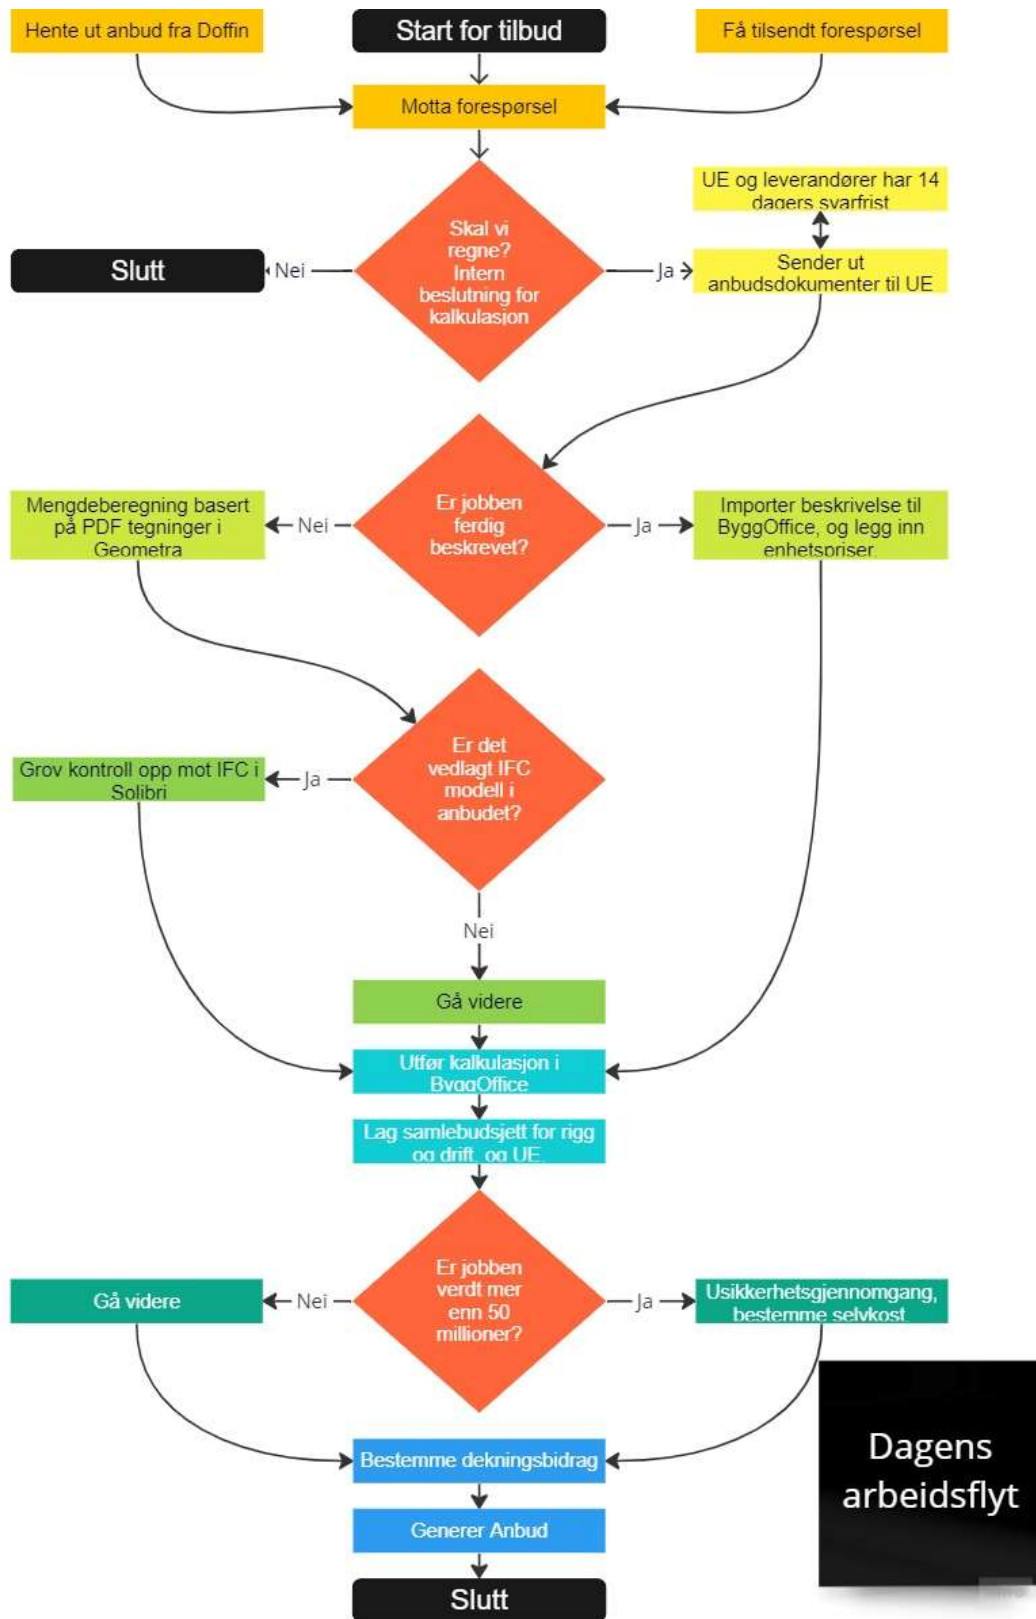 Hente ut anbud fra Doffin
Start for tilbud
Få tilsendt forespørsel
Motta forespørsel
UE og leverandører har 14
dagers svarfrist
Skal vi
regne?
Intern
beslutning for
kalkulasjon
Slutt
Nei
Ja
Sender ut
anbudsdokumenter til UE
Mengdeberegning basert
på PDF tegninger i
Geometra
Nei
Er jobben
ferdig
beskrevet?
Ja
Importer beskrivelse til
ByggOffice, og legg inn
enhetspriser.
Grov kontroll opp mot IFC i
Solibri
Ja
Er det
vedlagt IFC
modell i
anbudet?
Nei
Gå videre
Utfør kalkulasjon i
ByggOffice
Lag samlebudsjett for rigg
og drift, og UE.
Gå videre
Nei
Er jobben
verdt mer
enn 50
millioner?
Ja
Usikkerhetsgjennomgang,
bestemme selvkost.
Bestemme dekningsbidrag
Generer Anbud
Slutt
Dagens
arbeidsflyt